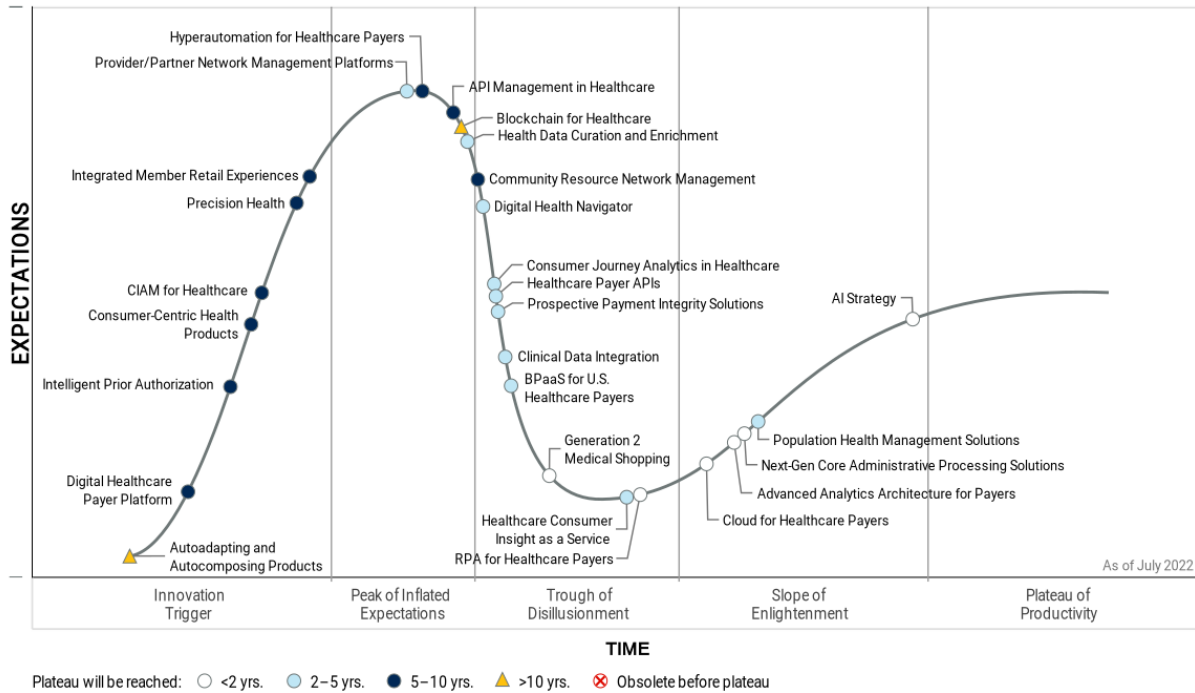 Hyperautomation for Healthcare Payers
Provider/Partner Network Management Platforms
API Management in Healthcare
Blockchain for Healthcare
Health Data Curation and Enrichment
Integrated Member Retail Experiences
Community Resource Network Management
Precision Health
Digital Health Navigator
EXPECTATIONS
Consumer Journey Analytics in Healthcare
Healthcare Payer APIs
Prospective Payment Integrity Solutions
CIAM for Healthcare
Consumer-Centric Health
Products
AI Strategy
Clinical Data Integration
BPaaS for U.S.
Healthcare Payers
Intelligent Prior Authorization
Generation 2
Medical Shopping
Population Health Management Solutions
Next-Gen Core Administrative Processing Solutions
Advanced Analytics Architecture for Payers
Cloud for Healthcare Payers
Digital Healthcare
Payer Platform
Healthcare Consumer
Insight as a Service
RPA for Healthcare Payers
Autoadapting and
Autocomposing Products
As of July 2022
Innovation
Trigger
Peak of Inflated
Expectations
Trough of
Disillusionment
Slope of
Enlightenment
Plateau of
Productivity
TIME
Plateau will be reached: <2 yrs. 2–5 yrs. 5–10 yrs. >10 yrs. Obsolete before plateau